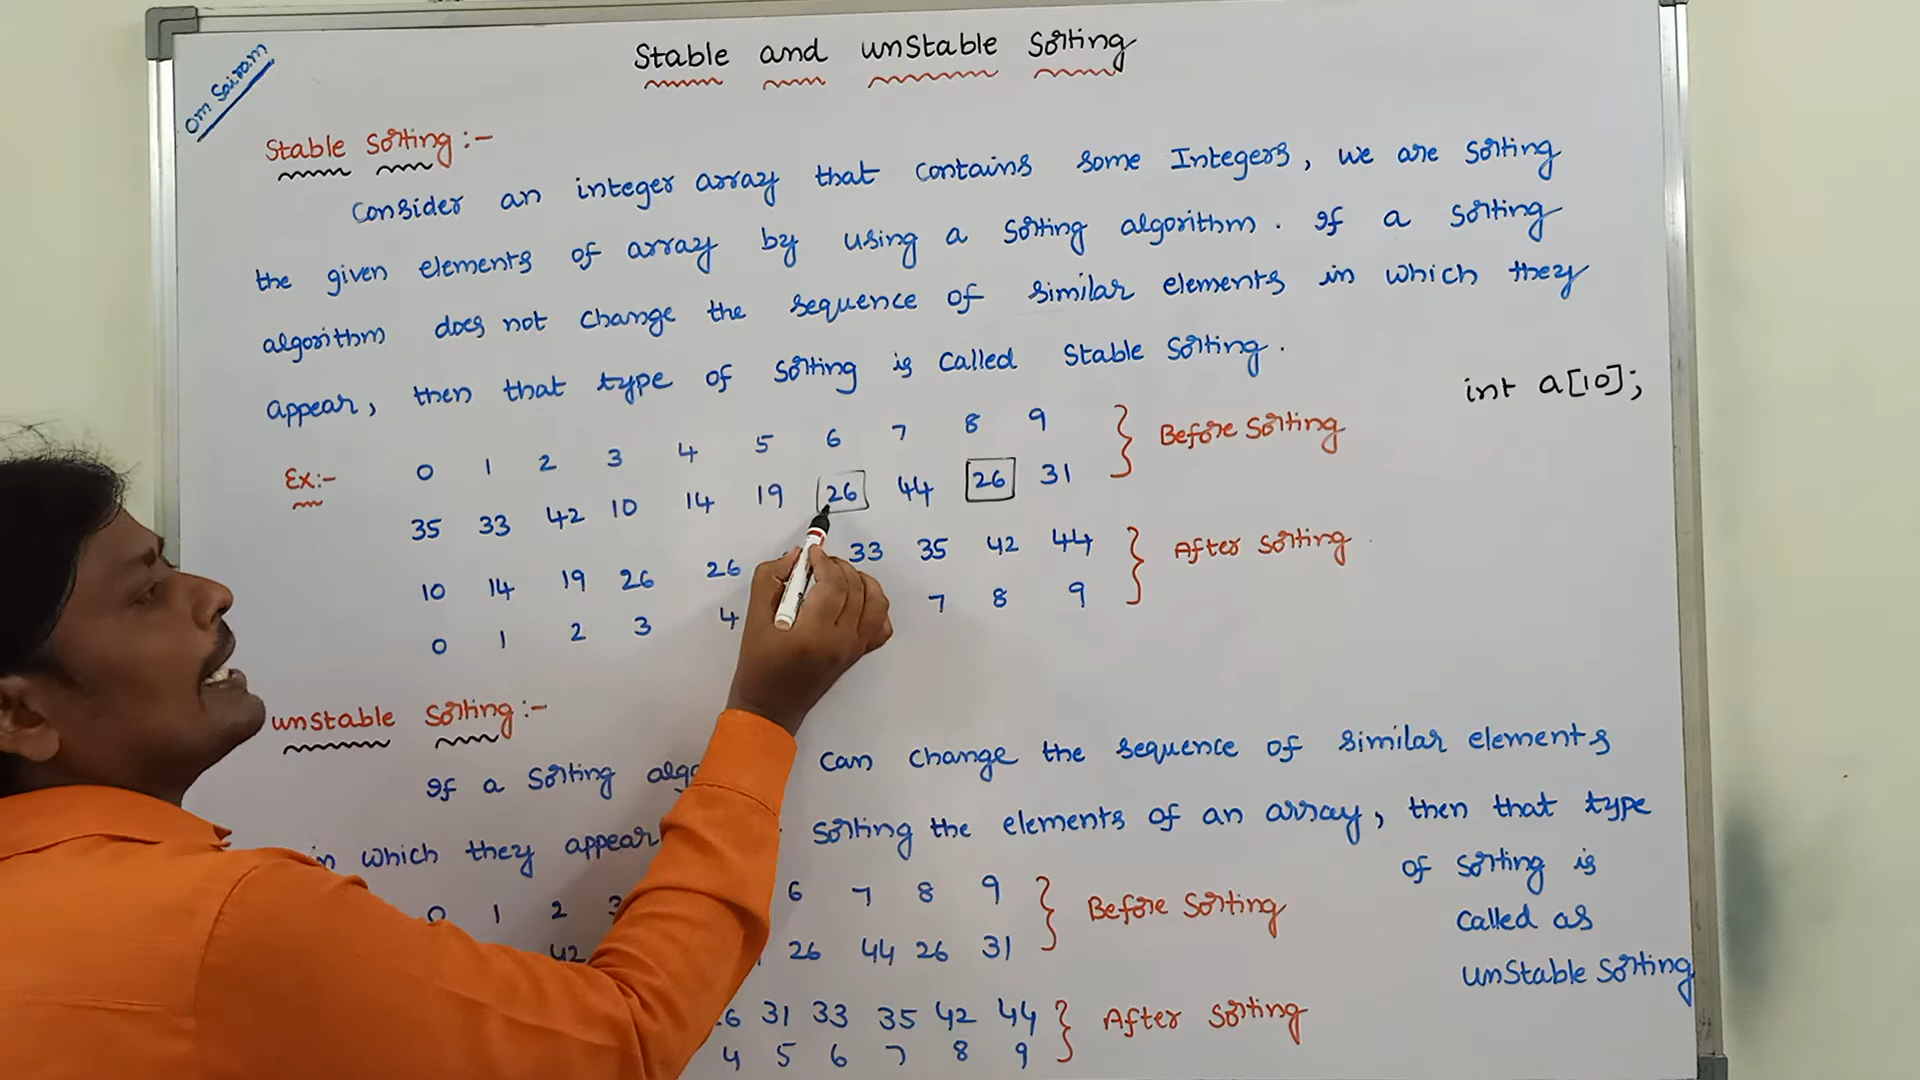 Om Sairam
Stable and unstable Sorting
Stable Sorting :-
Consider an integer array that contains some Integers, we are sorting
the given elements of array by using a sorting algorithm. If a sorting
algorithm does not change the sequence of similar elements in which they
appear, then that type of sorting is called Stable Sorting.
int a[10];
Ex:- 0 1 2 3 4 5 6 7 8 9
35 33 42 10 14 19 26 44 26 31 } Before Sorting
10 14 19 26 26 33 35 42 44 } After Sorting
0 1 2 3 4 7 8 9
unstable sorting :-
If a sorting can change the sequence of similar elements
in which they appear sorting the elements of an array, then that type
of sorting is
called as
unstable sorting
0 1 2 3 6 7 8 9
42 26 44 26 31 } Before Sorting
26 31 33 35 42 44 } After Sorting
4 5 6 7 8 9